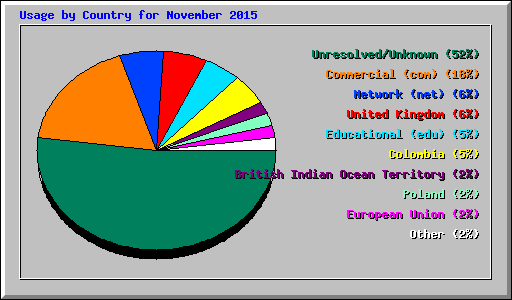 Usage by Country for November 2015
Unresolved/Unknown (52%)
Commercial (com) (18%)
Network (net) (6%)
United Kingdom (6%)
Educational (edu) (5%)
Colombia (5%)
British Indian Ocean Territory (2%)
Poland (2%)
European Union (2%)
Other (2%)